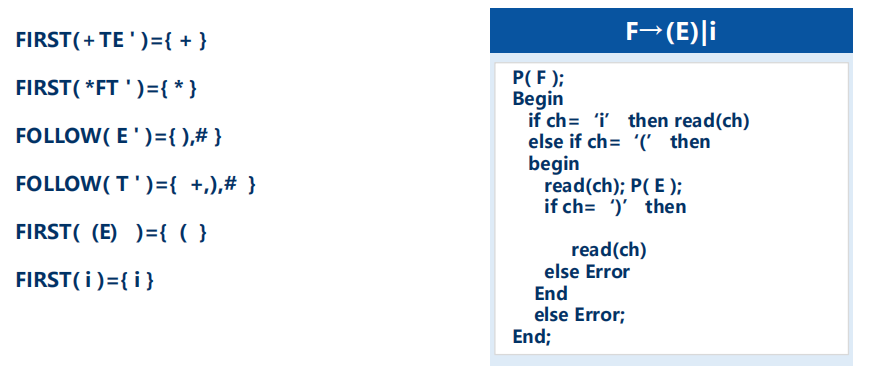 FIRST(+TE')={ + }
FIRST(*FT')={ * }
FOLLOW(E')={ ),# }
FOLLOW(T')={ +,),# }
FIRST( (E) )={ ( }
FIRST( i )={ i }
F→(E)|i
P( F );
Begin
if ch= ‘i’ then read(ch)
else if ch= ‘(’ then
begin
read(ch); P( E );
if ch= ‘)’ then
read(ch)
else Error
End
else Error;
End;